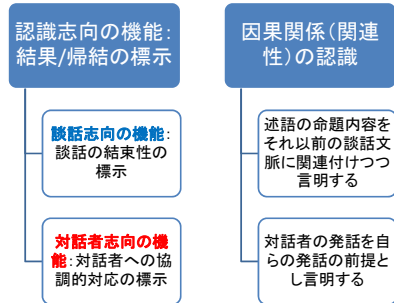 認識志向の機能:
結果/帰結の標示
談話志向の機能:
談話の結束性の
標示
対話者志向の機
能:対話者への協
調的対応の標示
因果関係(関連
性)の認識
述語の命題内容を
それ以前の談話文
脈に関連付けつつ
言明する
対話者の発話を自
らの発話の前提と
し言明する